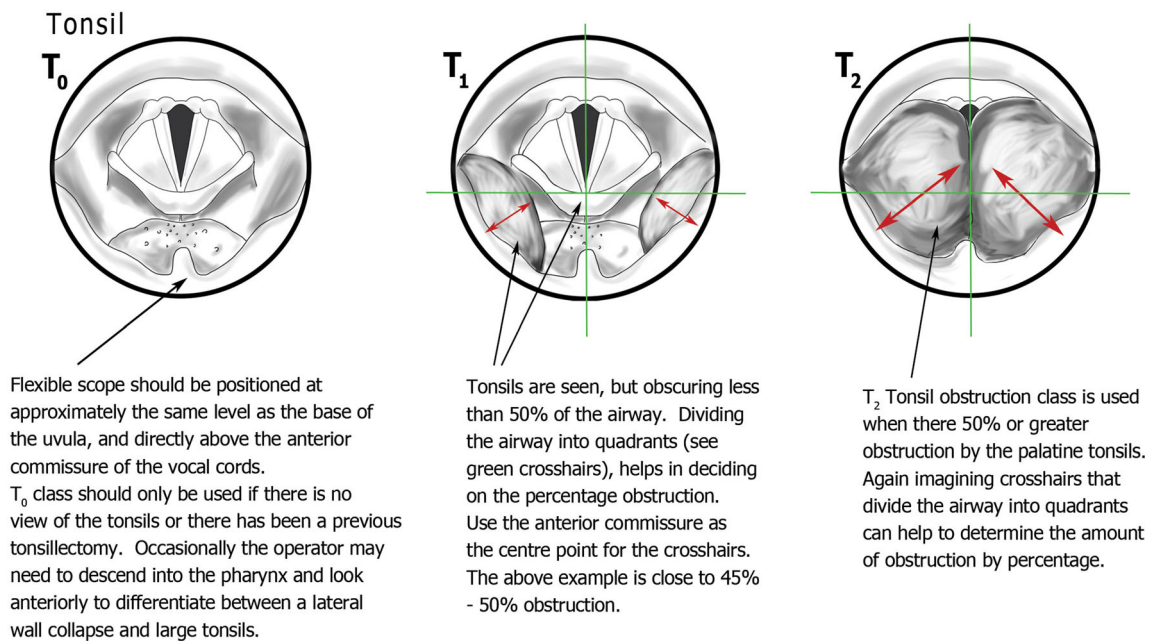 Tonsil
T0
Flexible scope should be positioned at
approximately the same level as the base of
the uvula, and directly above the anterior
commissure of the vocal cords.
T0 class should only be used if there is no
view of the tonsils or there has been a previous
tonsillectomy.  Occasionally the operator may
need to descend into the pharynx and look
anteriorly to differentiate between a lateral
wall collapse and large tonsils.
T1
Tonsils are seen, but obscuring less
than 50% of the airway.  Dividing
the airway into quadrants (see
green crosshairs), helps in deciding
on the percentage obstruction.
Use the anterior commissure as
the centre point for the crosshairs.
The above example is close to 45%
- 50% obstruction.
T2
T2 Tonsil obstruction class is used
when there 50% or greater
obstruction by the palatine tonsils.
Again imagining crosshairs that
divide the airway into quadrants
can help to determine the amount
of obstruction by percentage.